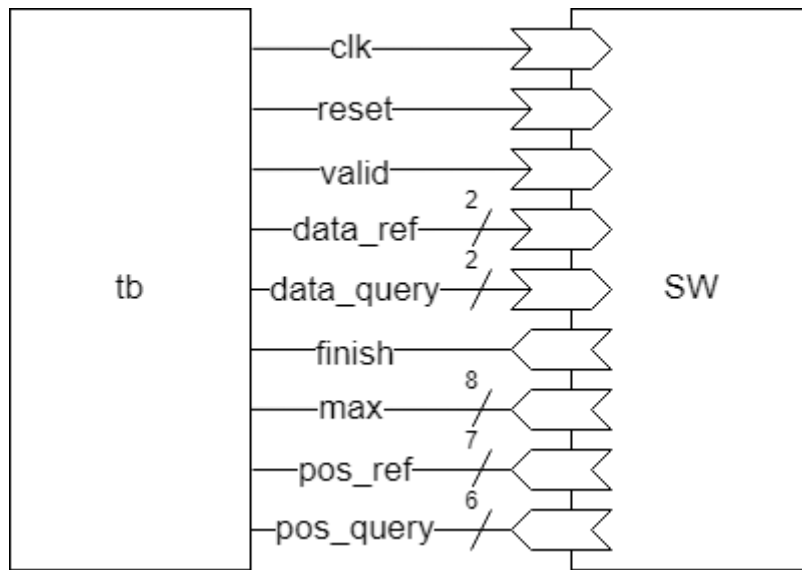 clk
reset
valid
2
data_ref
2
data_query
tb
SW
finish
8
max
7
pos_ref
6
pos_query